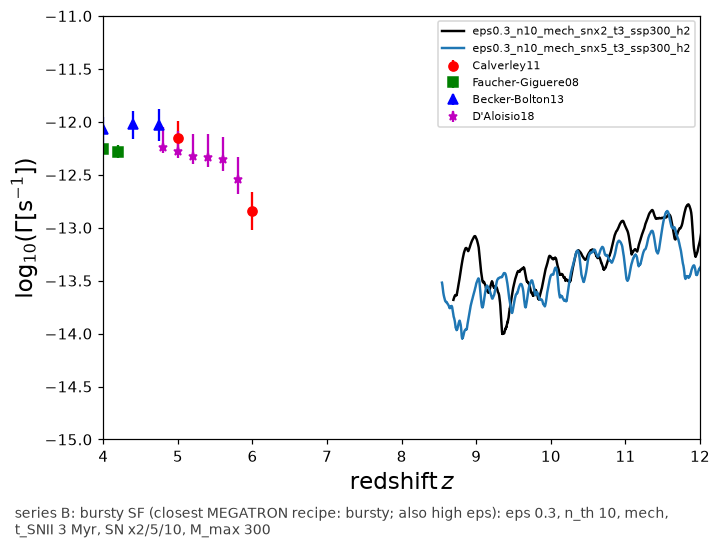 −11.0
−11.5
−12.0
−12.5
−13.0
−13.5
−14.0
−14.5
−15.0
log₁₀(Γ[s⁻¹])
eps0.3_n10_mech_snx2_t3_ssp300_h2
eps0.3_n10_mech_snx5_t3_ssp300_h2
Calverley11
Faucher-Giguere08
Becker-Bolton13
D'Aloisio18
4 5 6 7 8 9 10 11 12
redshift z
series B: bursty SF (closest MEGATRON recipe: bursty; also high eps): eps 0.3, n_th 10, mech,
t_SNII 3 Myr, SN x2/5/10, M_max 300